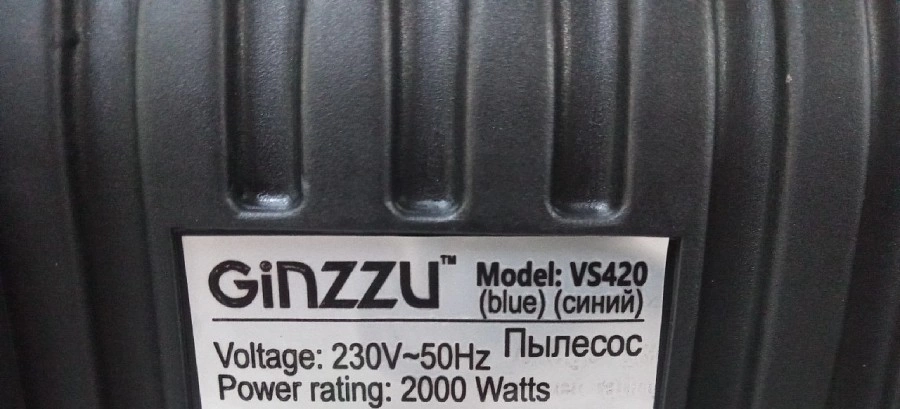 GiNZZU™ Model: VS420
(blue) (синий)
Voltage: 230V~50Hz Пылесос
Power rating: 2000 Watts